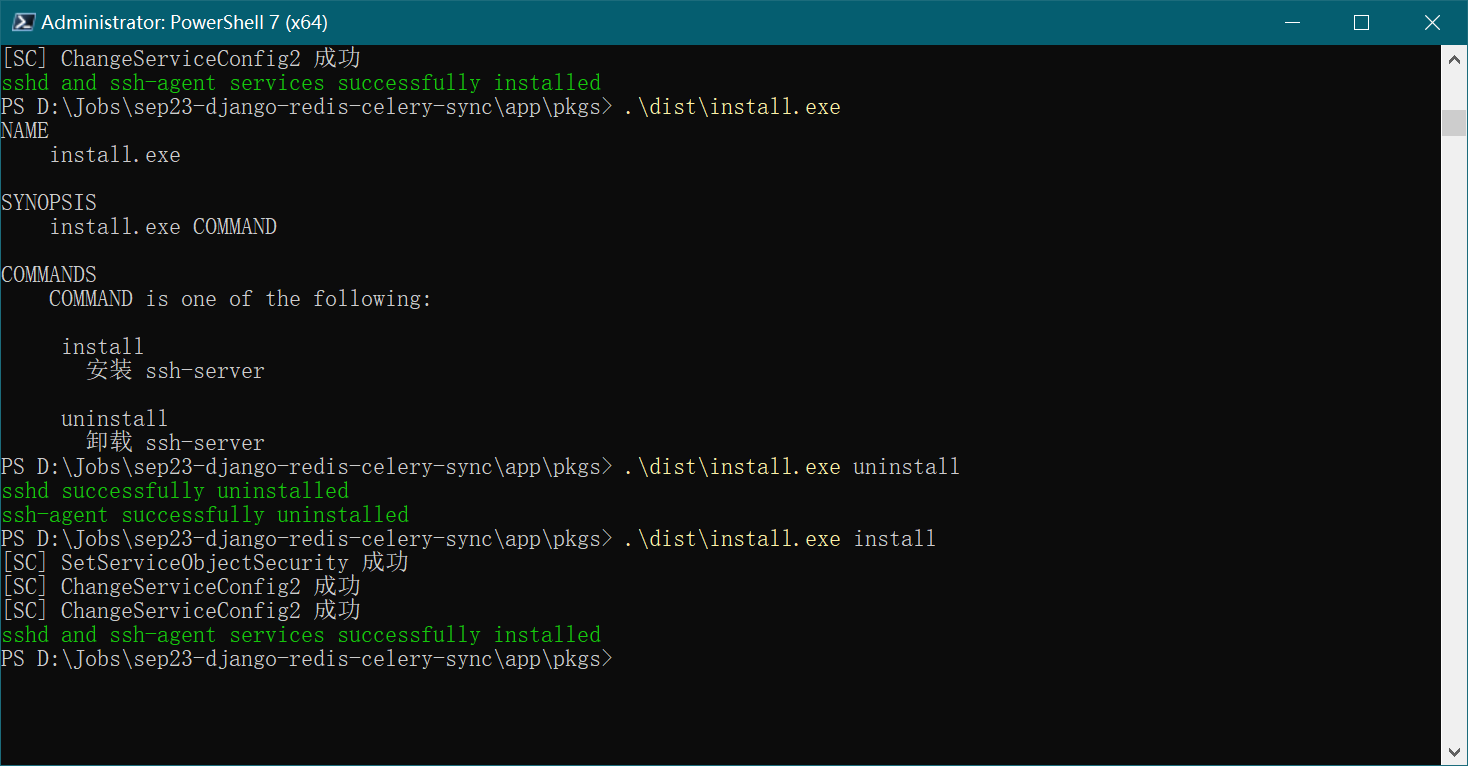 Administrator: PowerShell 7 (x64)
[SC] ChangeServiceConfig2 成功
sshd and ssh-agent services successfully installed
PS D:\Jobs\sep23-django-redis-celery-sync\app\pkgs> .\dist\install.exe
NAME
    install.exe

SYNOPSIS
    install.exe COMMAND

COMMANDS
    COMMAND is one of the following:

     install
       安装 ssh-server

     uninstall
       卸载 ssh-server
PS D:\Jobs\sep23-django-redis-celery-sync\app\pkgs> .\dist\install.exe uninstall
sshd successfully uninstalled
ssh-agent successfully uninstalled
PS D:\Jobs\sep23-django-redis-celery-sync\app\pkgs> .\dist\install.exe install
[SC] SetServiceObjectSecurity 成功
[SC] ChangeServiceConfig2 成功
[SC] ChangeServiceConfig2 成功
sshd and ssh-agent services successfully installed
PS D:\Jobs\sep23-django-redis-celery-sync\app\pkgs>